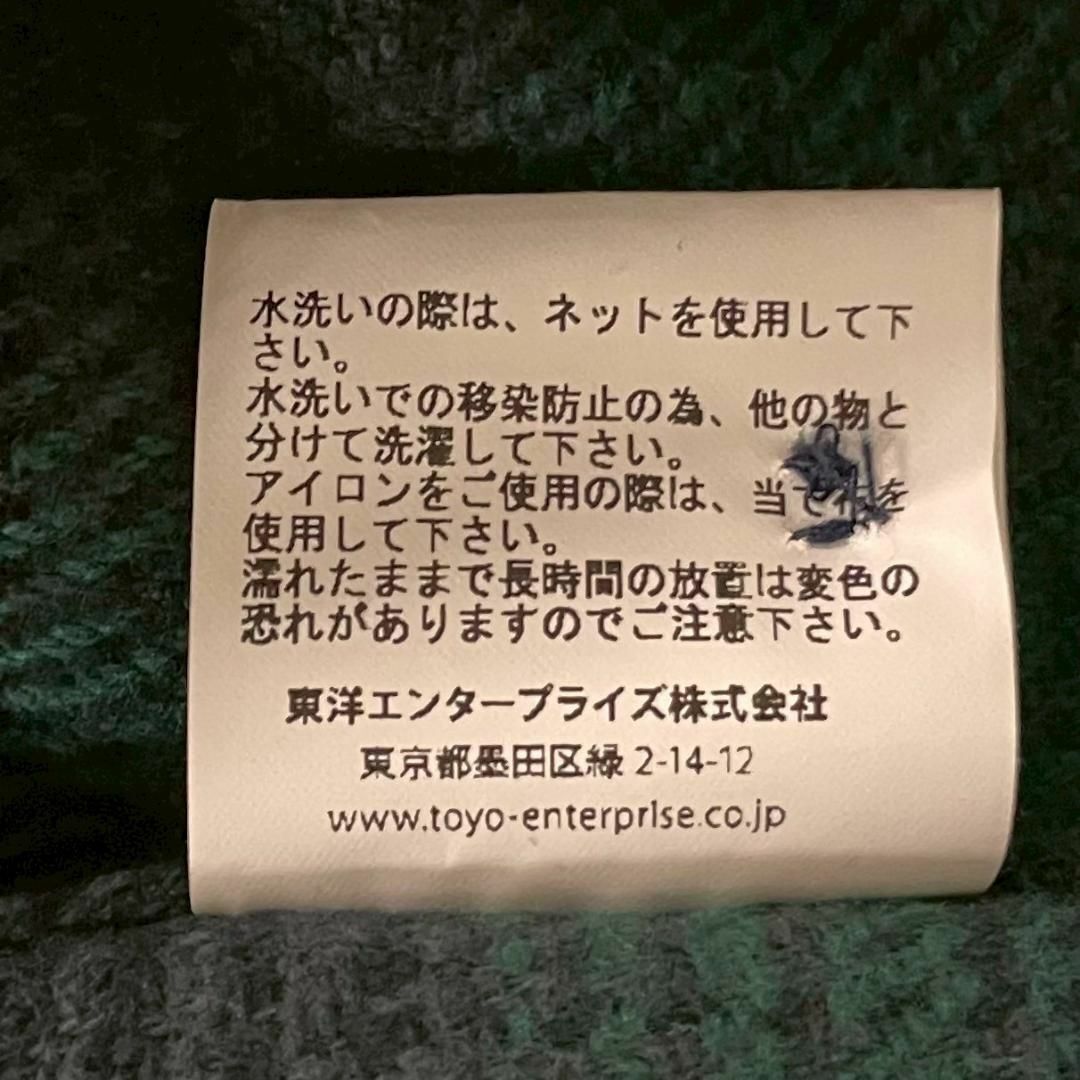 水洗いの際は、ネットを使用して下
さい。
水洗いでの移染防止の為、他の物と
分けて洗濯して下さい。
アイロンをご使用の際は、当て布を
使用して下さい。
濡れたままで長時間の放置は変色の
恐れがありますのでご注意下さい。
東洋エンタープライズ株式会社
東京都墨田区緑 2-14-12
www.toyo-enterprise.co.jp